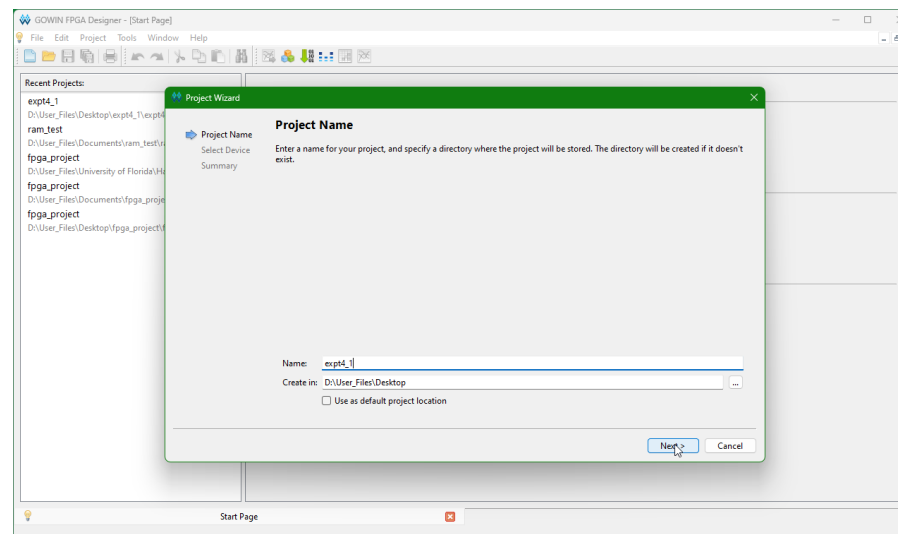 GOWIN FPGA Designer - [Start Page]
File Edit Project Tools Window Help
Recent Projects:
expt4_1
D:\User_Files\Desktop\expt4_1\expt4
ram_test
D:\User_Files\Documents\ram_test\
fpga_project
D:\User_Files\University of Florida\Ha
fpga_project
D:\User_Files\Documents\fpga_proje
fpga_project
D:\User_Files\Desktop\fpga_project\
Project Wizard
Project Name
Select Device
Summary
Project Name
Enter a name for your project, and specify a directory where the project will be stored. The directory will be created if it doesn't
exist.
Name: expt4_1
Create in: D:\User_Files\Desktop
...
Use as default project location
Next >
Cancel
Start Page